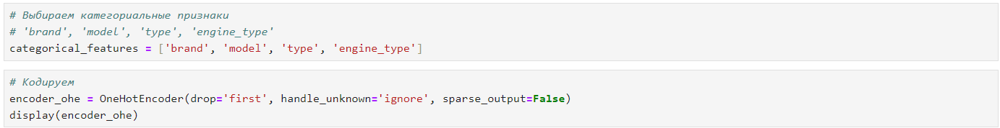 # Выбираем категориальные признаки
# 'brand', 'model', 'type', 'engine_type'
categorical_features = ['brand', 'model', 'type', 'engine_type']
# Кодируем
encoder_ohe = OneHotEncoder(drop='first', handle_unknown='ignore', sparse_output=False)
display(encoder_ohe)